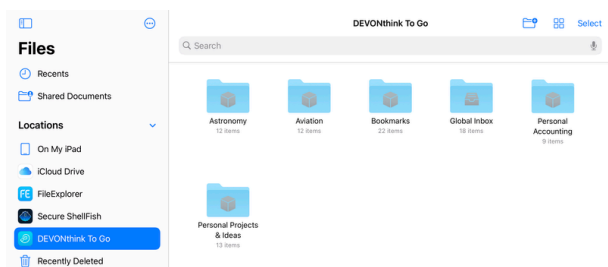 DEVONthink To Go
Select
Files
Search
Recents
Shared Documents
Locations
On My iPad
iCloud Drive
FE
FileExplorer
Secure ShellFish
DEVONthink To Go
Recently Deleted
Astronomy
12 items
Aviation
12 items
Bookmarks
22 items
Global Inbox
18 items
Personal
Accounting
9 items
Personal Projects
& Ideas
13 items